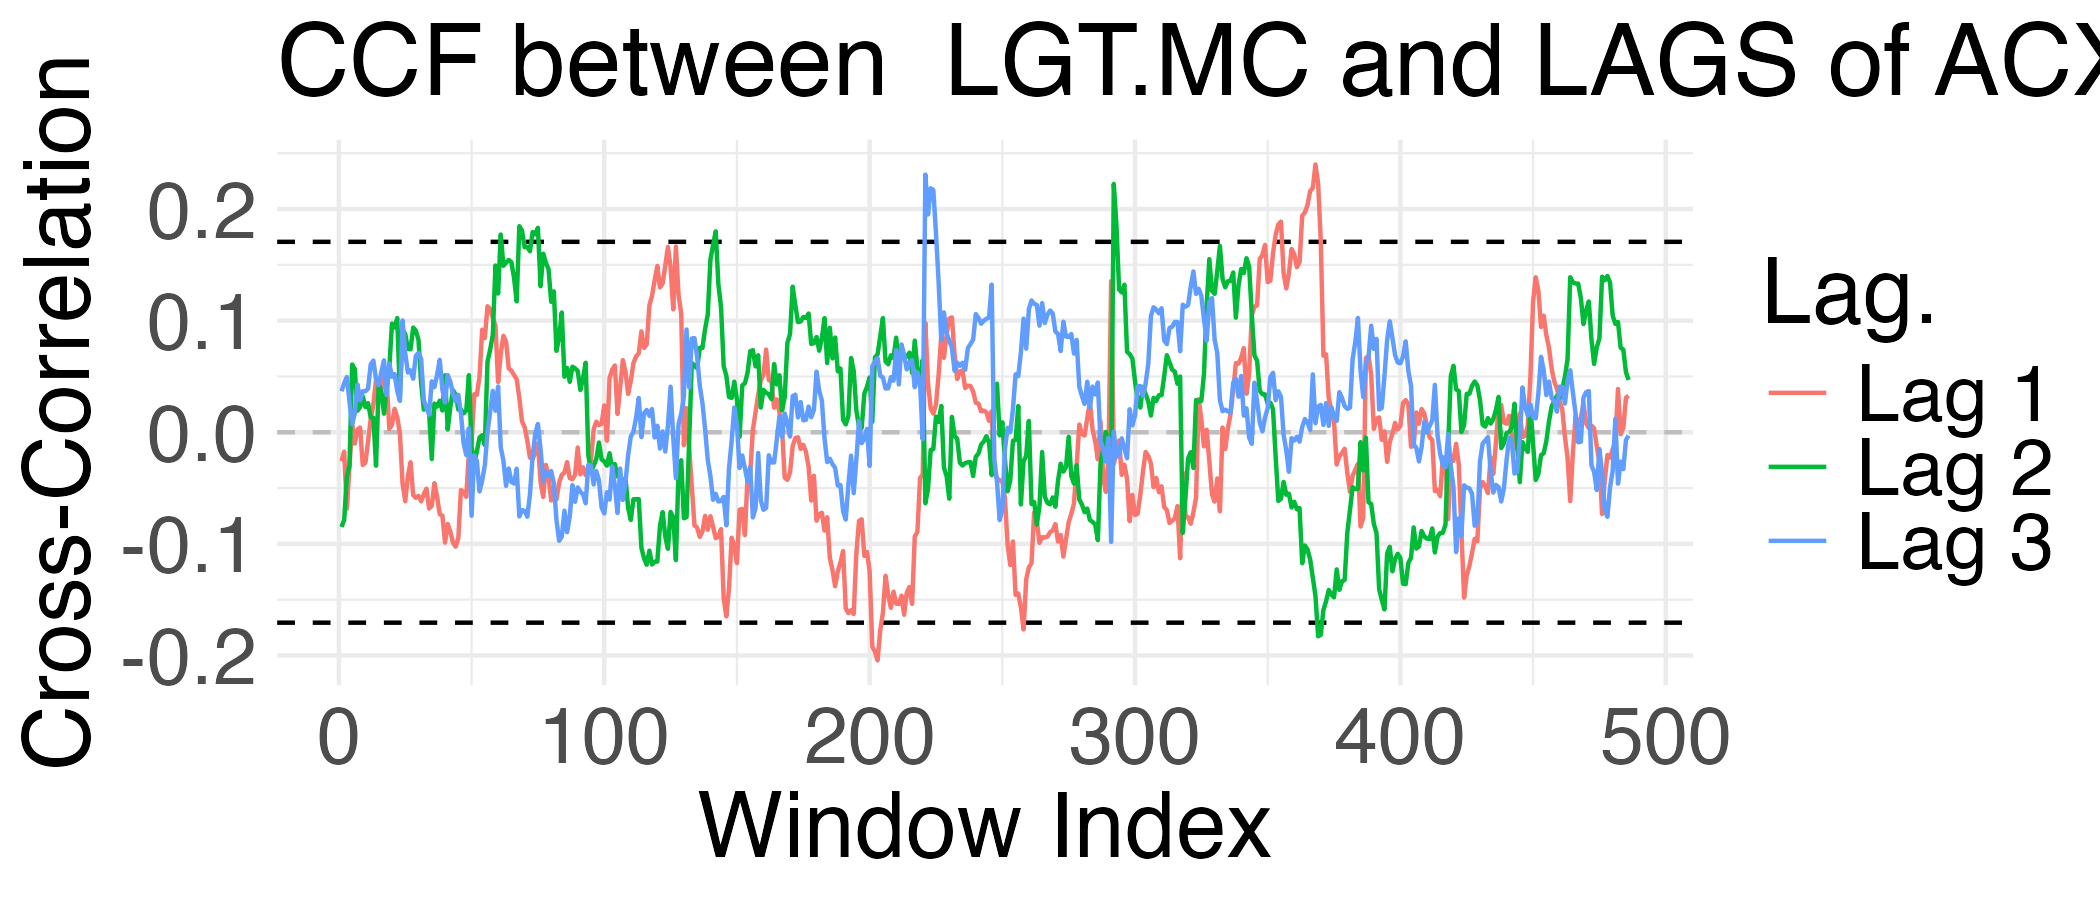 CCF between LGT.MC and LAGS of ACX
Cross-Correlation
0.2
0.1
0.0
-0.1
-0.2
0 100 200 300 400 500
Window Index
Lag.
Lag 1
Lag 2
Lag 3